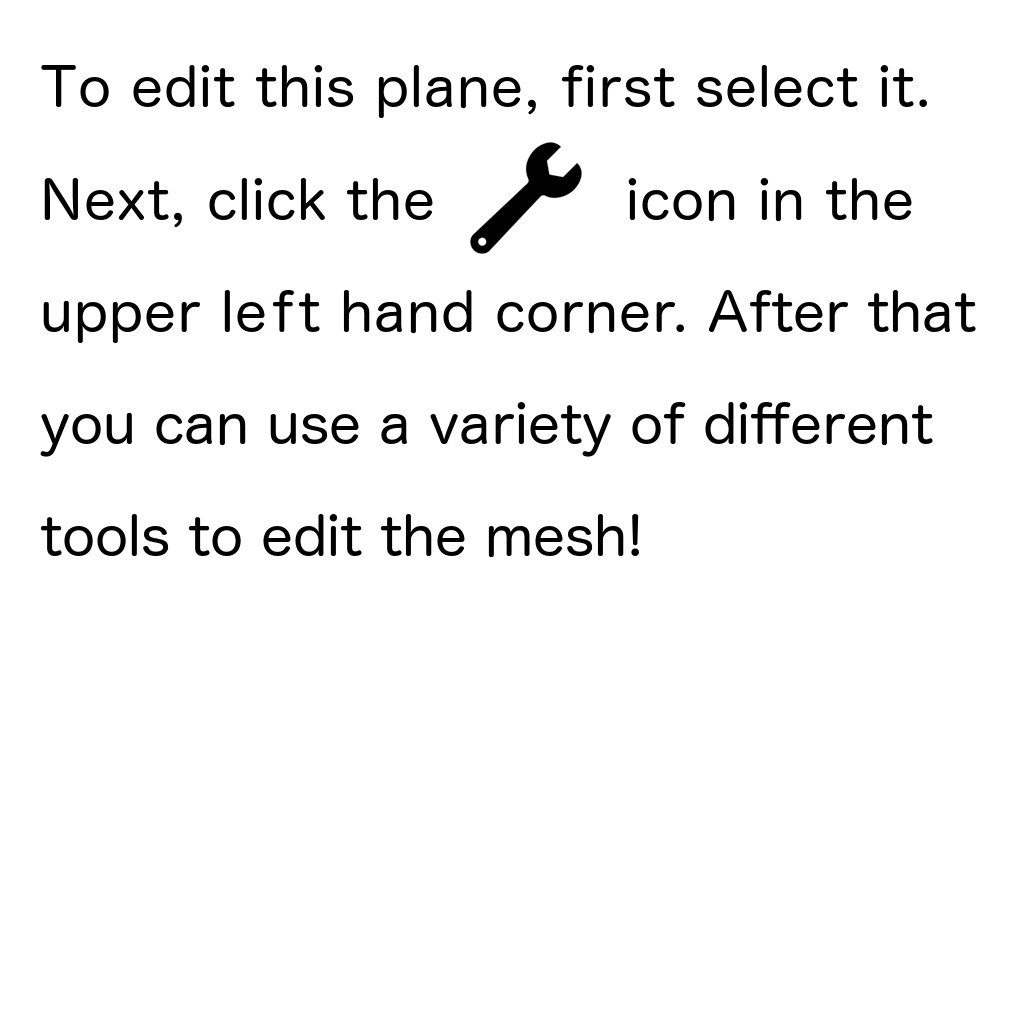 To edit this plane, first select it.
Next, click the icon in the
upper left hand corner. After that
you can use a variety of different
tools to edit the mesh!